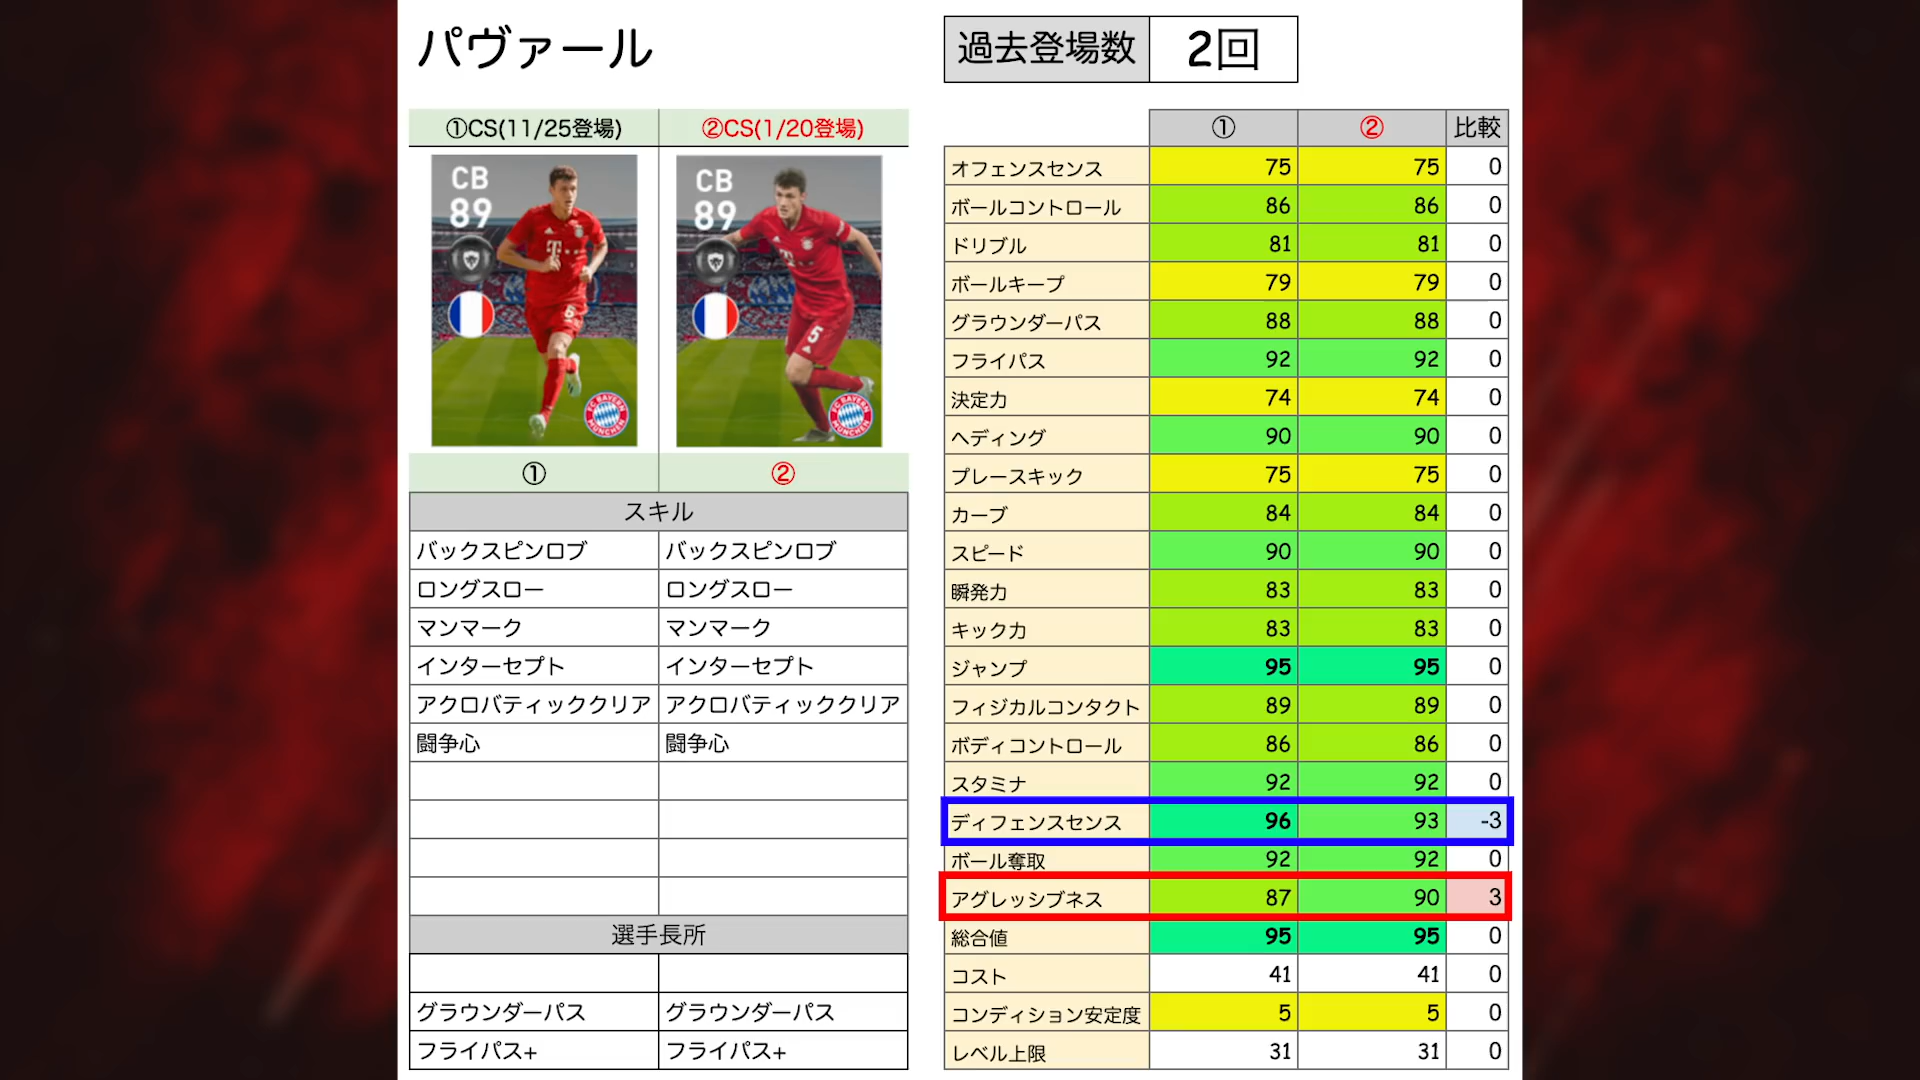 パヴァール
過去登場数 2回
①CS(11/25登場) ②CS(1/20登場)
CB
89
6
FC BAYERN
MÜNCHEN
CB
89
5
FC BAYERN
MÜNCHEN
① ②
スキル
バックスピンロブ バックスピンロブ
ロングスロー ロングスロー
マンマーク マンマーク
インターセプト インターセプト
アクロバティッククリア アクロバティッククリア
闘争心 闘争心
選手長所
グラウンダーパス グラウンダーパス
フライパス+ フライパス+
① ② 比較
オフェンスセンス 75 75 0
ボールコントロール 86 86 0
ドリブル 81 81 0
ボールキープ 79 79 0
グラウンダーパス 88 88 0
フライパス 92 92 0
決定力 74 74 0
ヘディング 90 90 0
プレースキック 75 75 0
カーブ 84 84 0
スピード 90 90 0
瞬発力 83 83 0
キック力 83 83 0
ジャンプ 95 95 0
フィジカルコンタクト 89 89 0
ボディコントロール 86 86 0
スタミナ 92 92 0
ディフェンスセンス 96 93 -3
ボール奪取 92 92 0
アグレッシブネス 87 90 3
総合値 95 95 0
コスト 41 41 0
コンディション安定度 5 5 0
レベル上限 31 31 0